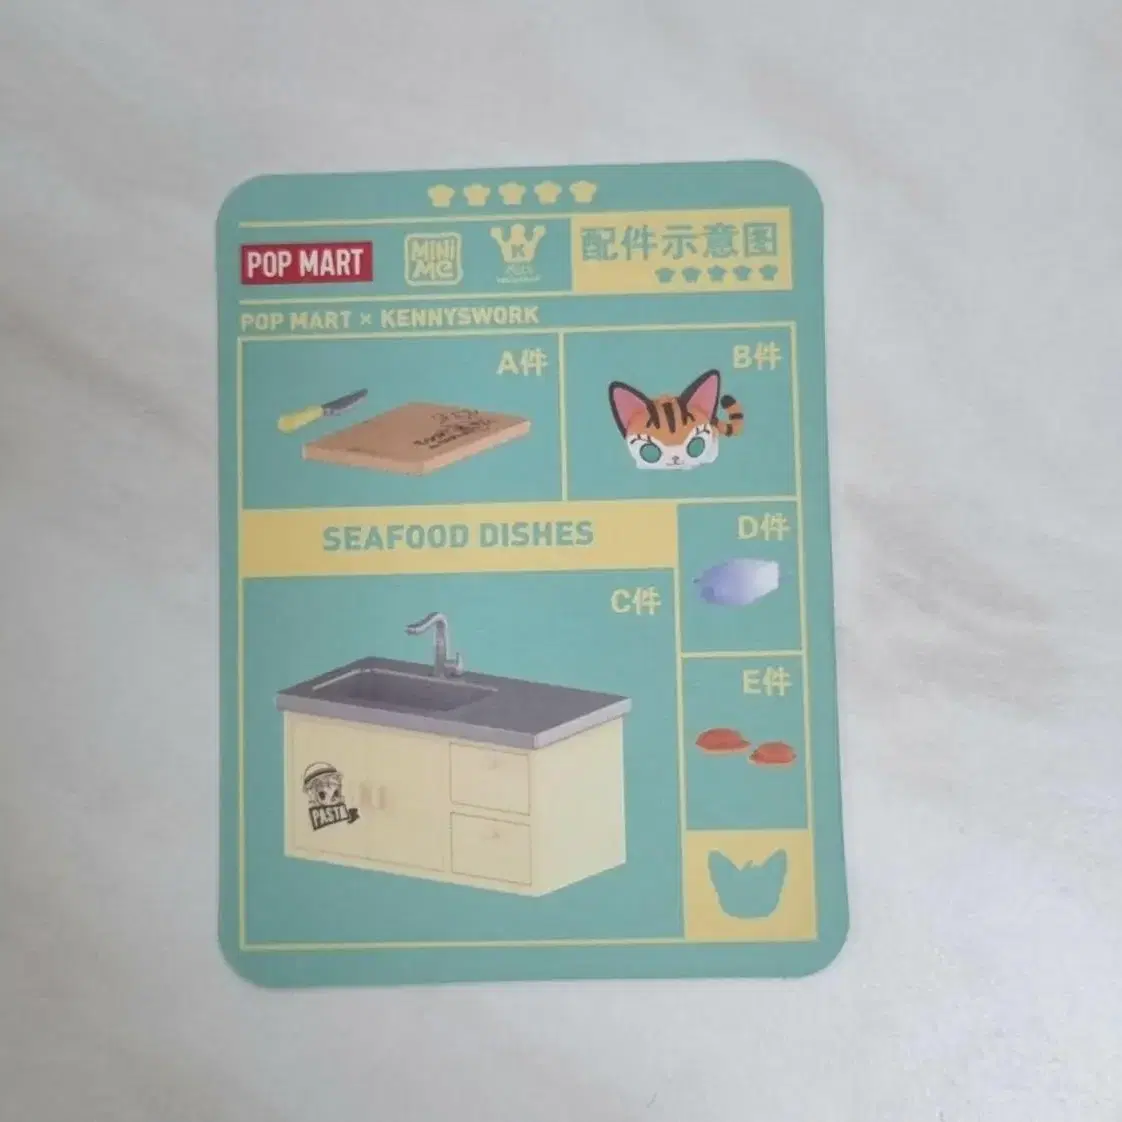 POP MART
MINI
ME
K
配件示意图
POP MART × KENNYSWORK
A件
B件
SEAFOOD DISHES
C件
D件
E件
PASTA